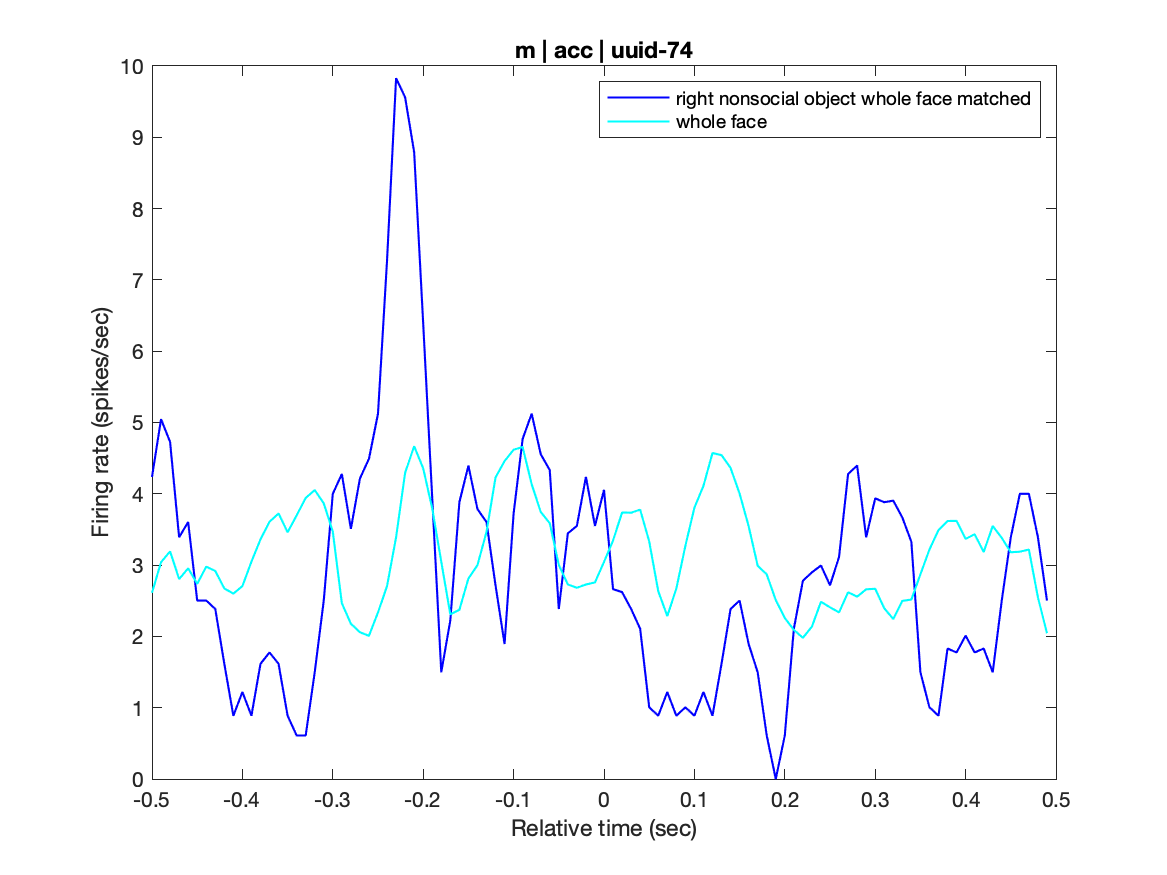 m | acc | uuid-74
right nonsocial object whole face matched
whole face
10
9
8
7
6
5
4
3
2
1
0
Firing rate (spikes/sec)
-0.5 -0.4 -0.3 -0.2 -0.1 0 0.1 0.2 0.3 0.4 0.5
Relative time (sec)